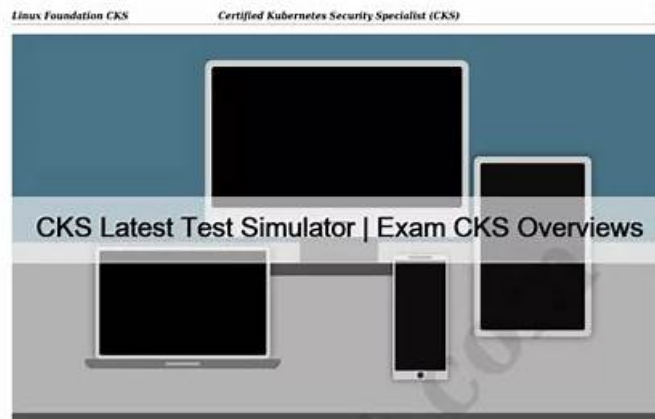 Linux Foundation CKS
Certified Kubernetes Security Specialist (CKS)
CKS Latest Test Simulator | Exam CKS Overviews